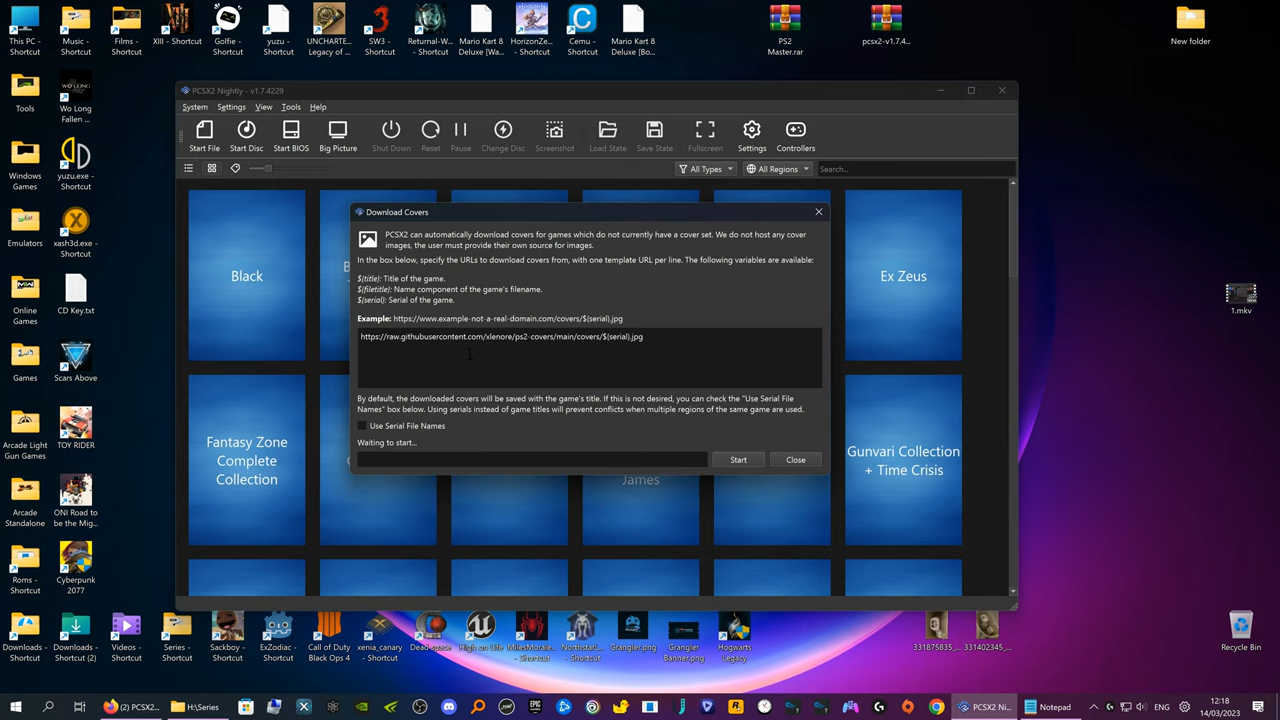 This PC - Shortcut
Music - Shortcut
Films - Shortcut
XIII - Shortcut
Golfie - Shortcut
yuzu - Shortcut
UNCHARTE... Legacy of ...
SW3 - Shortcut
Returnal-W... - Shortcut
Mario Kart 8 Deluxe [Wa...
HorizonZe... - Shortcut
Cemu - Shortcut
Mario Kart 8 Deluxe [Bo...
PS2 Master.rar
pcsx2-v1.7.4...
New folder
Tools
Wo Long Fallen ...
Windows Games
yuzu.exe - Shortcut
Emulators
xash3d.exe - Shortcut
Online Games
CD Key.txt
Games
Scars Above
Arcade Light Gun Games
TOY RIDER
Arcade Standalone
ONI Road to be the Mig...
Roms - Shortcut
Cyberpunk 2077
1.mkv
PCSX2 Nightly - v1.7.4229
System Settings View Tools Help
Start File Start Disc Start BIOS Big Picture Shut Down Reset Pause Change Disc Screenshot Load State Save State Fullscreen Settings Controllers
All Types All Regions Search...
Black
B
Ex Zeus
Fantasy Zone Complete Collection
James
Gunvari Collection + Time Crisis
Download Covers
PCSX2 can automatically download covers for games which do not currently have a cover set. We do not host any cover
images, the user must provide their own source for images.
In the box below, specify the URLs to download covers from, with one template URL per line. The following variables are available:
${title}: Title of the game.
${filetitle}: Name component of the game's filename.
${serial}: Serial of the game.
Example: https://www.example-not-a-real-domain.com/covers/${serial}.jpg
https://raw.githubusercontent.com/xlenore/ps2-covers/main/covers/${serial}.jpg
By default, the downloaded covers will be saved with the game's title. If this is not desired, you can check the "Use Serial File
Names" box below. Using serials instead of game titles will prevent conflicts when multiple regions of the same game are used.
Use Serial File Names
Waiting to start...
Start Close
Downloads - Shortcut
Downloads - Shortcut (2)
Videos - Shortcut
Series - Shortcut
Sackboy - Shortcut
ExZodiac - Shortcut
Call of Duty Black Ops 4
xenia_canary - Shortcut
Dead space
High on Life
MilesMorale... - Shortcut
Northstar... - Shortcut
Grangler.png
Grangler Banner.png
Hogwarts Legacy
331875835_...
331402345_...
Recycle Bin
(2) PCSX2...
H:\Series
PCSX2 Ni...
Notepad
ENG
12:18
14/03/2023